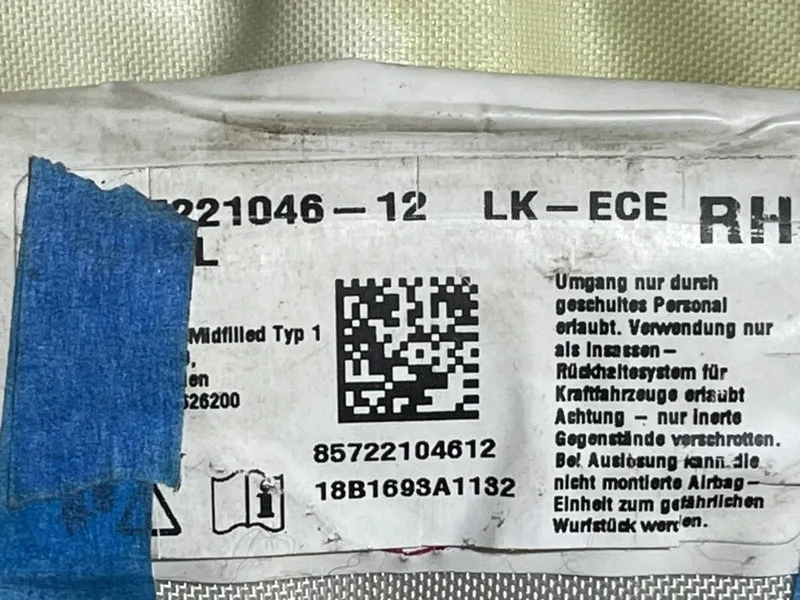 221046-12 LK-ECE RH
L
Midfilled Typ 1
626200
85722104612
18B1693A1132
Umgang nur durch
geschultes Personal
erlaubt. Verwendung nur
als Insassen-
Rückhaltesystem für
Kraftfahrzeuge erlaubt
Achtung - nur inerte
Gegenstände verschrotten.
Bei Auslösung kann die
nicht montierte Airbag-
Einheit zum gefährlichen
Wurfstück werden.